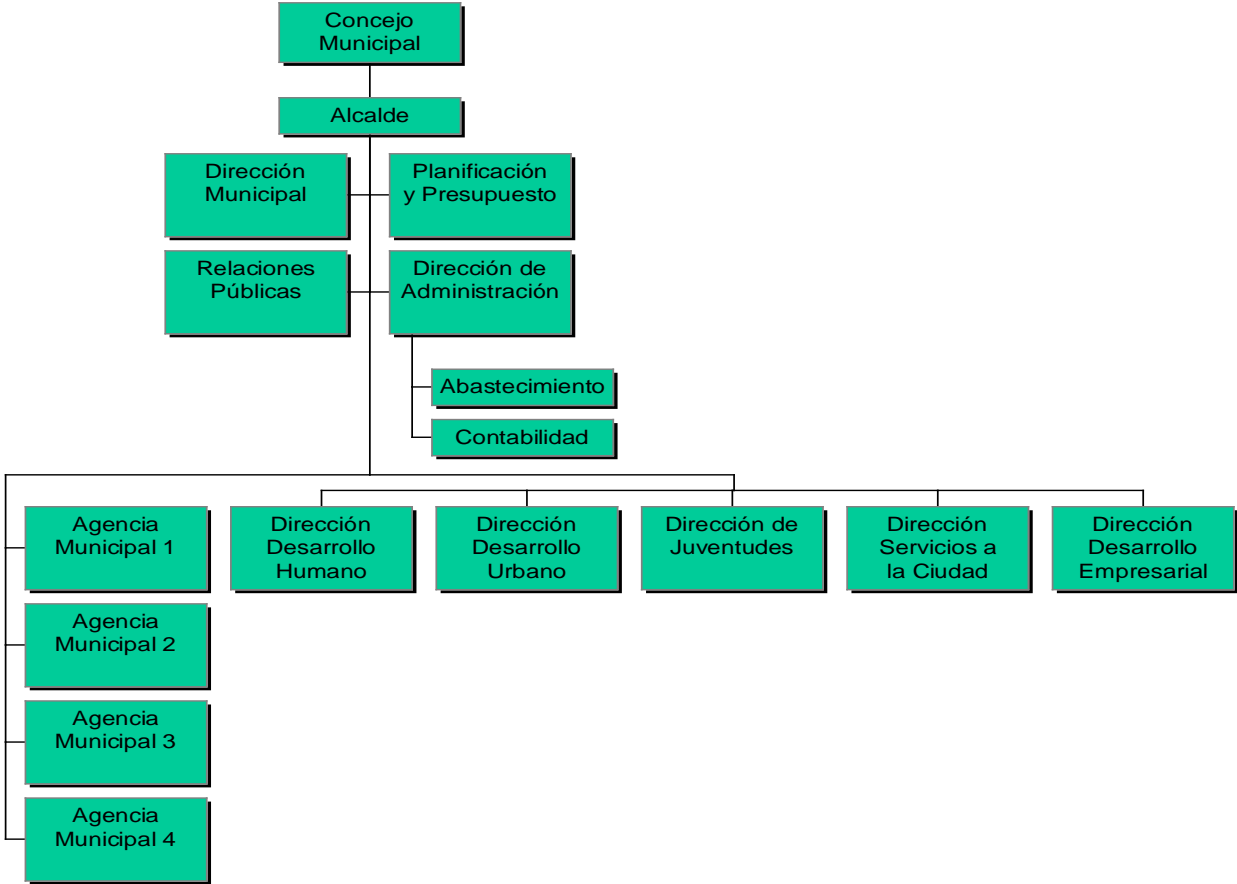 Concejo
Municipal
Alcalde
Dirección
Municipal
Planificación
y Presupuesto
Relaciones
Públicas
Dirección de
Administración
Abastecimiento
Contabilidad
Agencia
Municipal 1
Dirección
Desarrollo
Humano
Dirección
Desarrollo
Urbano
Dirección de
Juventudes
Dirección
Servicios a
la Ciudad
Dirección
Desarrollo
Empresarial
Agencia
Municipal 2
Agencia
Municipal 3
Agencia
Municipal 4